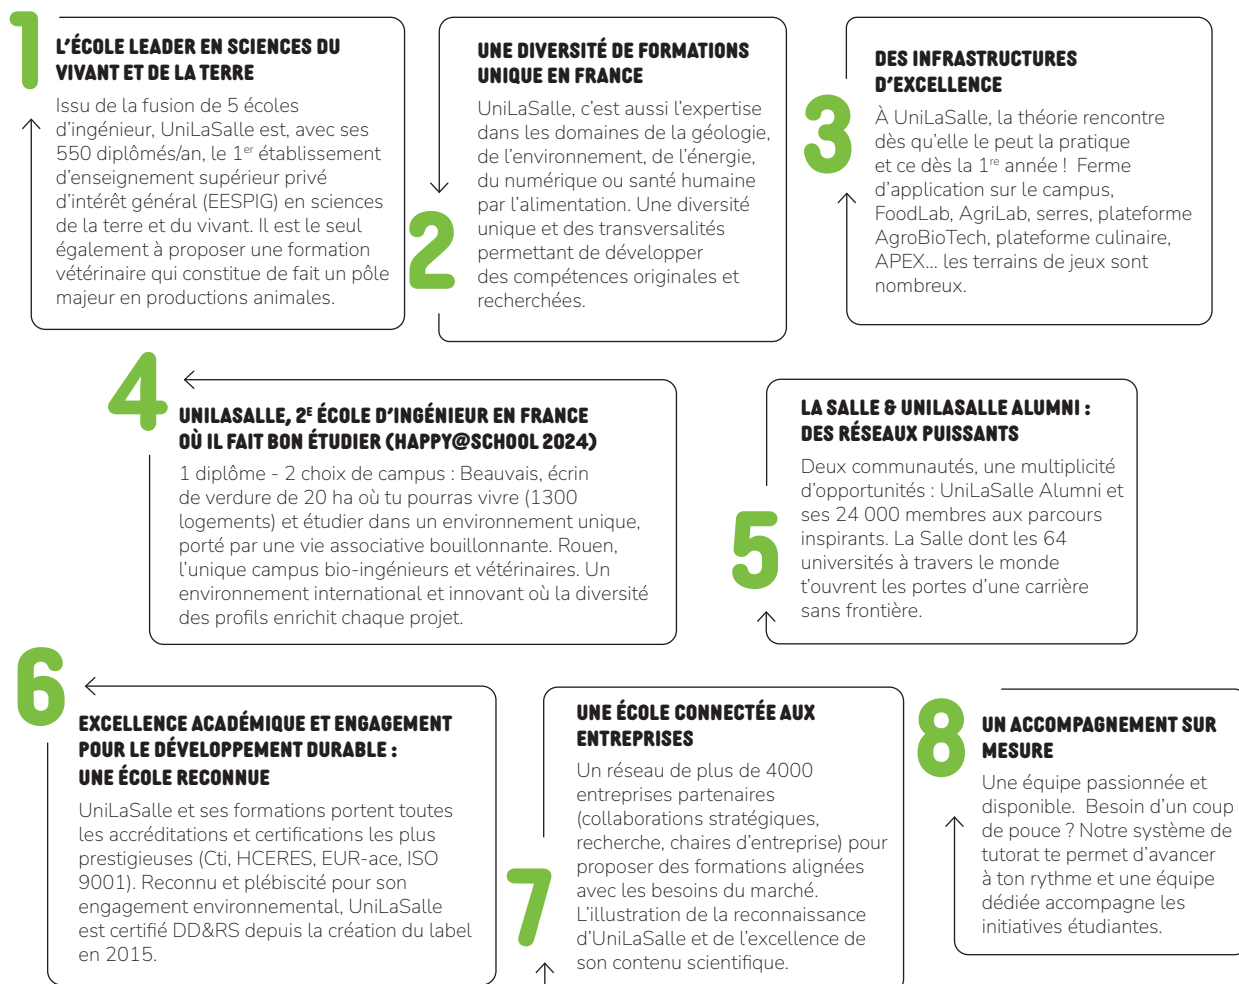 1
L'ÉCOLE LEADER EN SCIENCES DU
VIVANT ET DE LA TERRE
Issu de la fusion de 5 écoles
d'ingénieur, UniLaSalle est, avec ses
550 diplômés/an, le 1er établissement
d'enseignement supérieur privé
d'intérêt général (EESPIG) en sciences
de la terre et du vivant. Il est le seul
également à proposer une formation
vétérinaire qui constitue de fait un pôle
majeur en productions animales.
2
UNE DIVERSITÉ DE FORMATIONS
UNIQUE EN FRANCE
UniLaSalle, c'est aussi l'expertise
dans les domaines de la géologie,
de l'environnement, de l'énergie,
du numérique ou santé humaine
par l'alimentation. Une diversité
unique et des transversalités
permettant de développer
des compétences originales et
recherchées.
3
DES INFRASTRUCTURES
D'EXCELLENCE
À UniLaSalle, la théorie rencontre
dès qu'elle le peut la pratique
et ce dès la 1re année ! Ferme
d'application sur le campus,
FoodLab, AgriLab, serres, plateforme
AgroBioTech, plateforme culinaire,
APEX... les terrains de jeux sont
nombreux.
4
UNILASALLE, 2E ÉCOLE D'INGÉNIEUR EN FRANCE
OÙ IL FAIT BON ÉTUDIER (HAPPY@SCHOOL 2024)
1 diplôme - 2 choix de campus : Beauvais, écrin
de verdure de 20 ha où tu pourras vivre (1300
logements) et étudier dans un environnement unique,
porté par une vie associative bouillonnante. Rouen,
l'unique campus bio-ingénieurs et vétérinaires. Un
environnement international et innovant où la diversité
des profils enrichit chaque projet.
5
LA SALLE & UNILASALLE ALUMNI :
DES RÉSEAUX PUISSANTS
Deux communautés, une multiplicité
d'opportunités : UniLaSalle Alumni et
ses 24 000 membres aux parcours
inspirants. La Salle dont les 64
universités à travers le monde
t'ouvrent les portes d'une carrière
sans frontière.
6
EXCELLENCE ACADÉMIQUE ET ENGAGEMENT
POUR LE DÉVELOPPEMENT DURABLE :
UNE ÉCOLE RECONNUE
UniLaSalle et ses formations portent toutes
les accréditations et certifications les plus
prestigieuses (Cti, HCERES, EUR-ace, ISO
9001). Reconnu et plébiscité pour son
engagement environnemental, UniLaSalle
est certifié DD&RS depuis la création du label
en 2015.
7
UNE ÉCOLE CONNECTÉE AUX
ENTREPRISES
Un réseau de plus de 4000
entreprises partenaires
(collaborations stratégiques,
recherche, chaires d'entreprise) pour
proposer des formations alignées
avec les besoins du marché.
L'illustration de la reconnaissance
d'UniLaSalle et de l'excellence de
son contenu scientifique.
8
UN ACCOMPAGNEMENT SUR
MESURE
Une équipe passionnée et
disponible. Besoin d'un coup
de pouce ? Notre système de
tutorat te permet d'avancer
à ton rythme et une équipe
dédiée accompagne les
initiatives étudiantes.